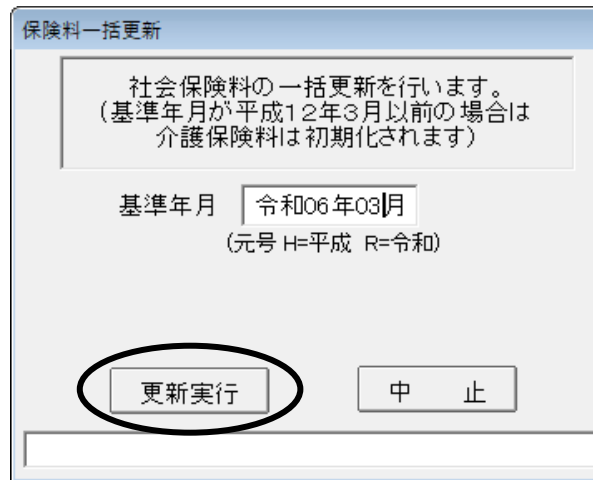 保険料一括更新
社会保険料の一括更新を行います。
(基準年月が平成12年3月以前の場合は
介護保険料は初期化されます)
基準年月 令和06年03月
(元号 H=平成 R=令和)
更新実行 中 止